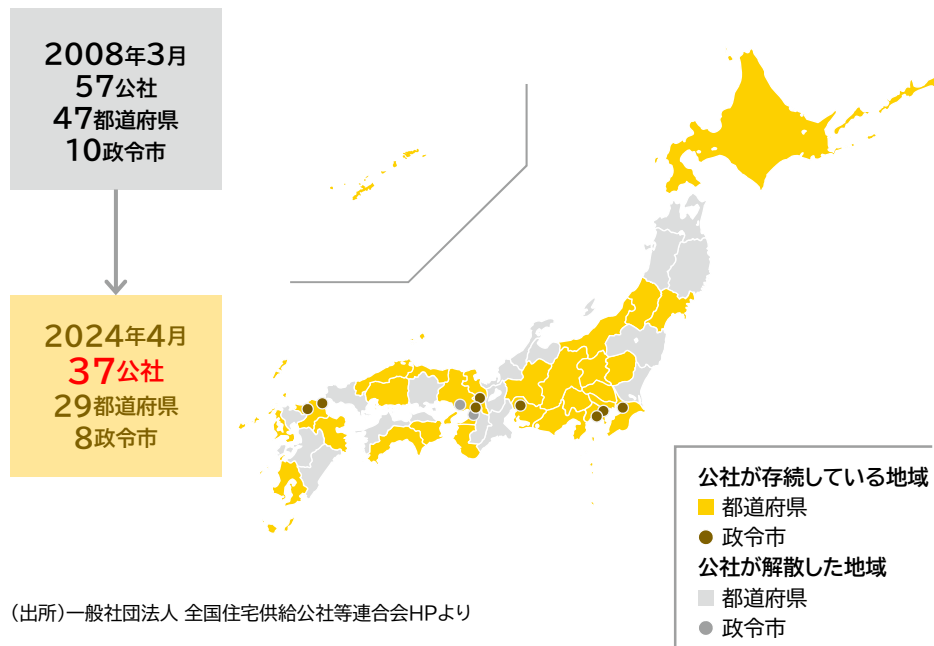 2008年3月
57公社
47都道府県
10政令市
2024年4月
37公社
29都道府県
8政令市
公社が存続している地域
都道府県
政令市
公社が解散した地域
都道府県
政令市
(出所)一般社団法人 全国住宅供給公社等連合会HPより